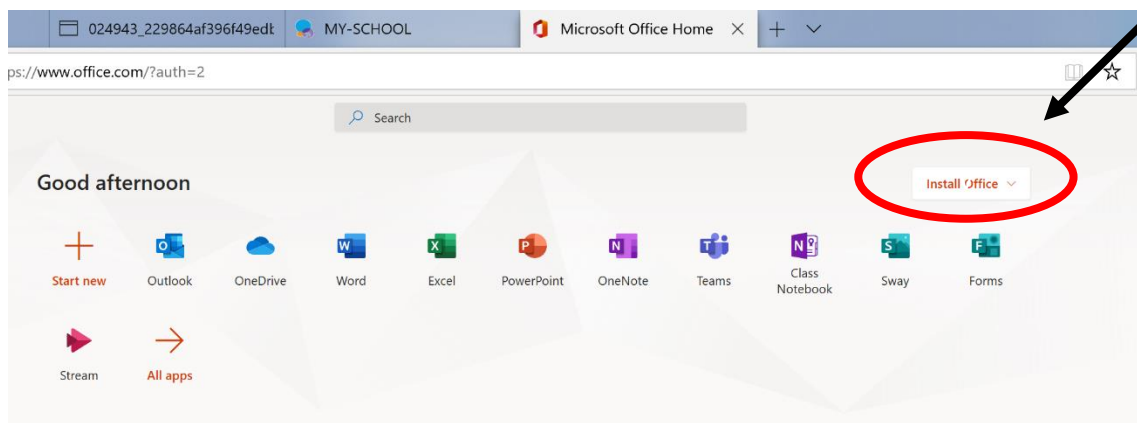 024943_229864af396f49edt MY-SCHOOL Microsoft Office Home
ps://www.office.com/?auth=2
Search
Good afternoon
Install Office
Start new Outlook OneDrive Word Excel PowerPoint OneNote Teams Class Notebook Sway Forms
Stream All apps